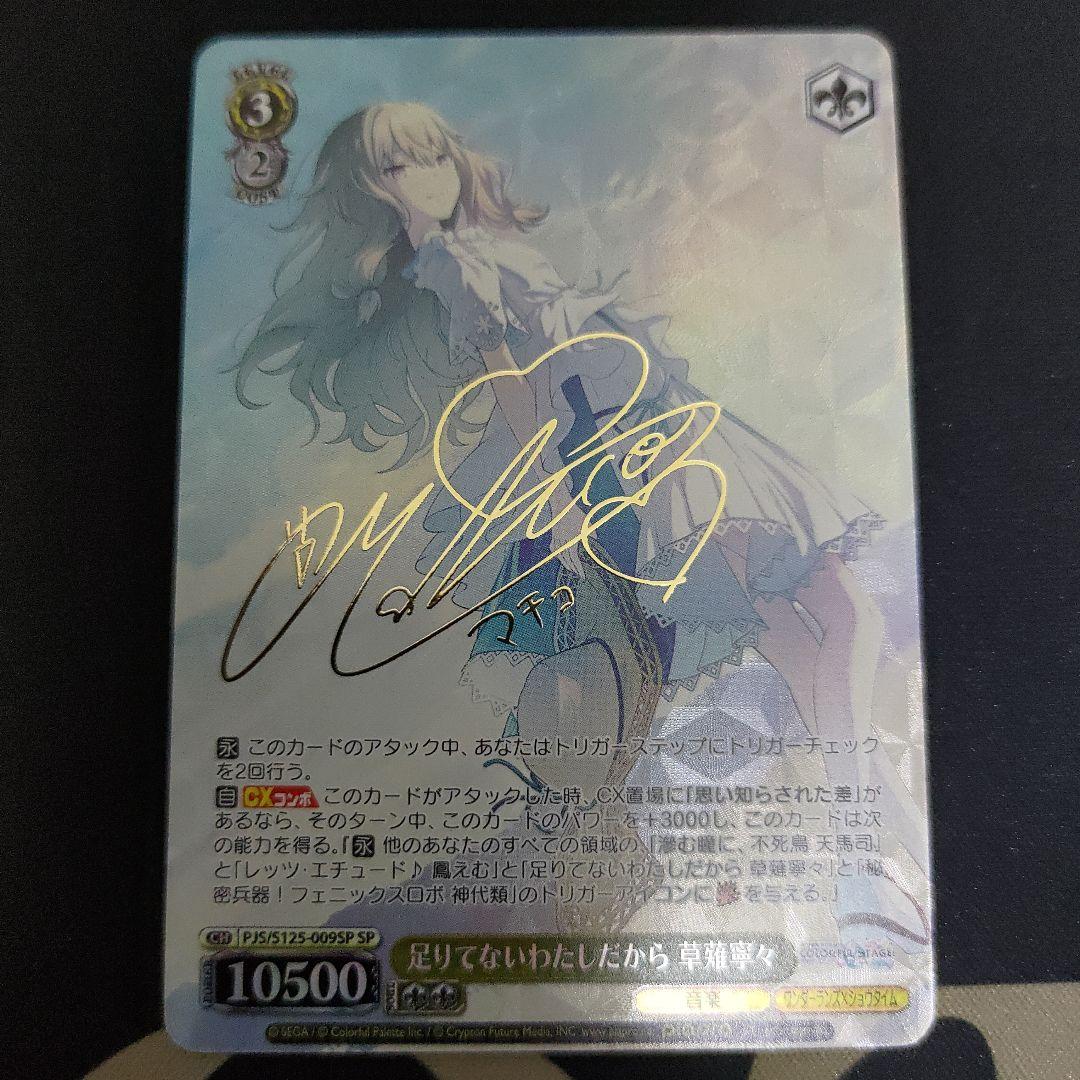 LEVEL
3
2
COST
マチコ
永 このカードのアタック中、あなたはトリガーステップにトリガーチェック
を2回行う。
自 CXコンボ このカードがアタックした時、CX置場に「思い知らされた差」が
あるなら、そのターン中、このカードのパワーを+3000し、このカードは次
の能力を得る。『永 他のあなたのすべての領域の、「滲む瞳に、不死鳥 天馬司」
と「レッツ・エチュード♪ 鳳えむ」と「足りてないわたしだから 草薙寧々」と「秘
密兵器！フェニックスロボ 神代類」のトリガーアイコンに を与える。』
CH PJS/S125-009SP SP
足りてないわたしだから 草薙寧々
COLORFUL STAGE!
10500
音楽 ワンダーランズ×ショウタイム
© SEGA / © Colorful Palette Inc. / © Crypton Future Media, INC. www.piapro.net